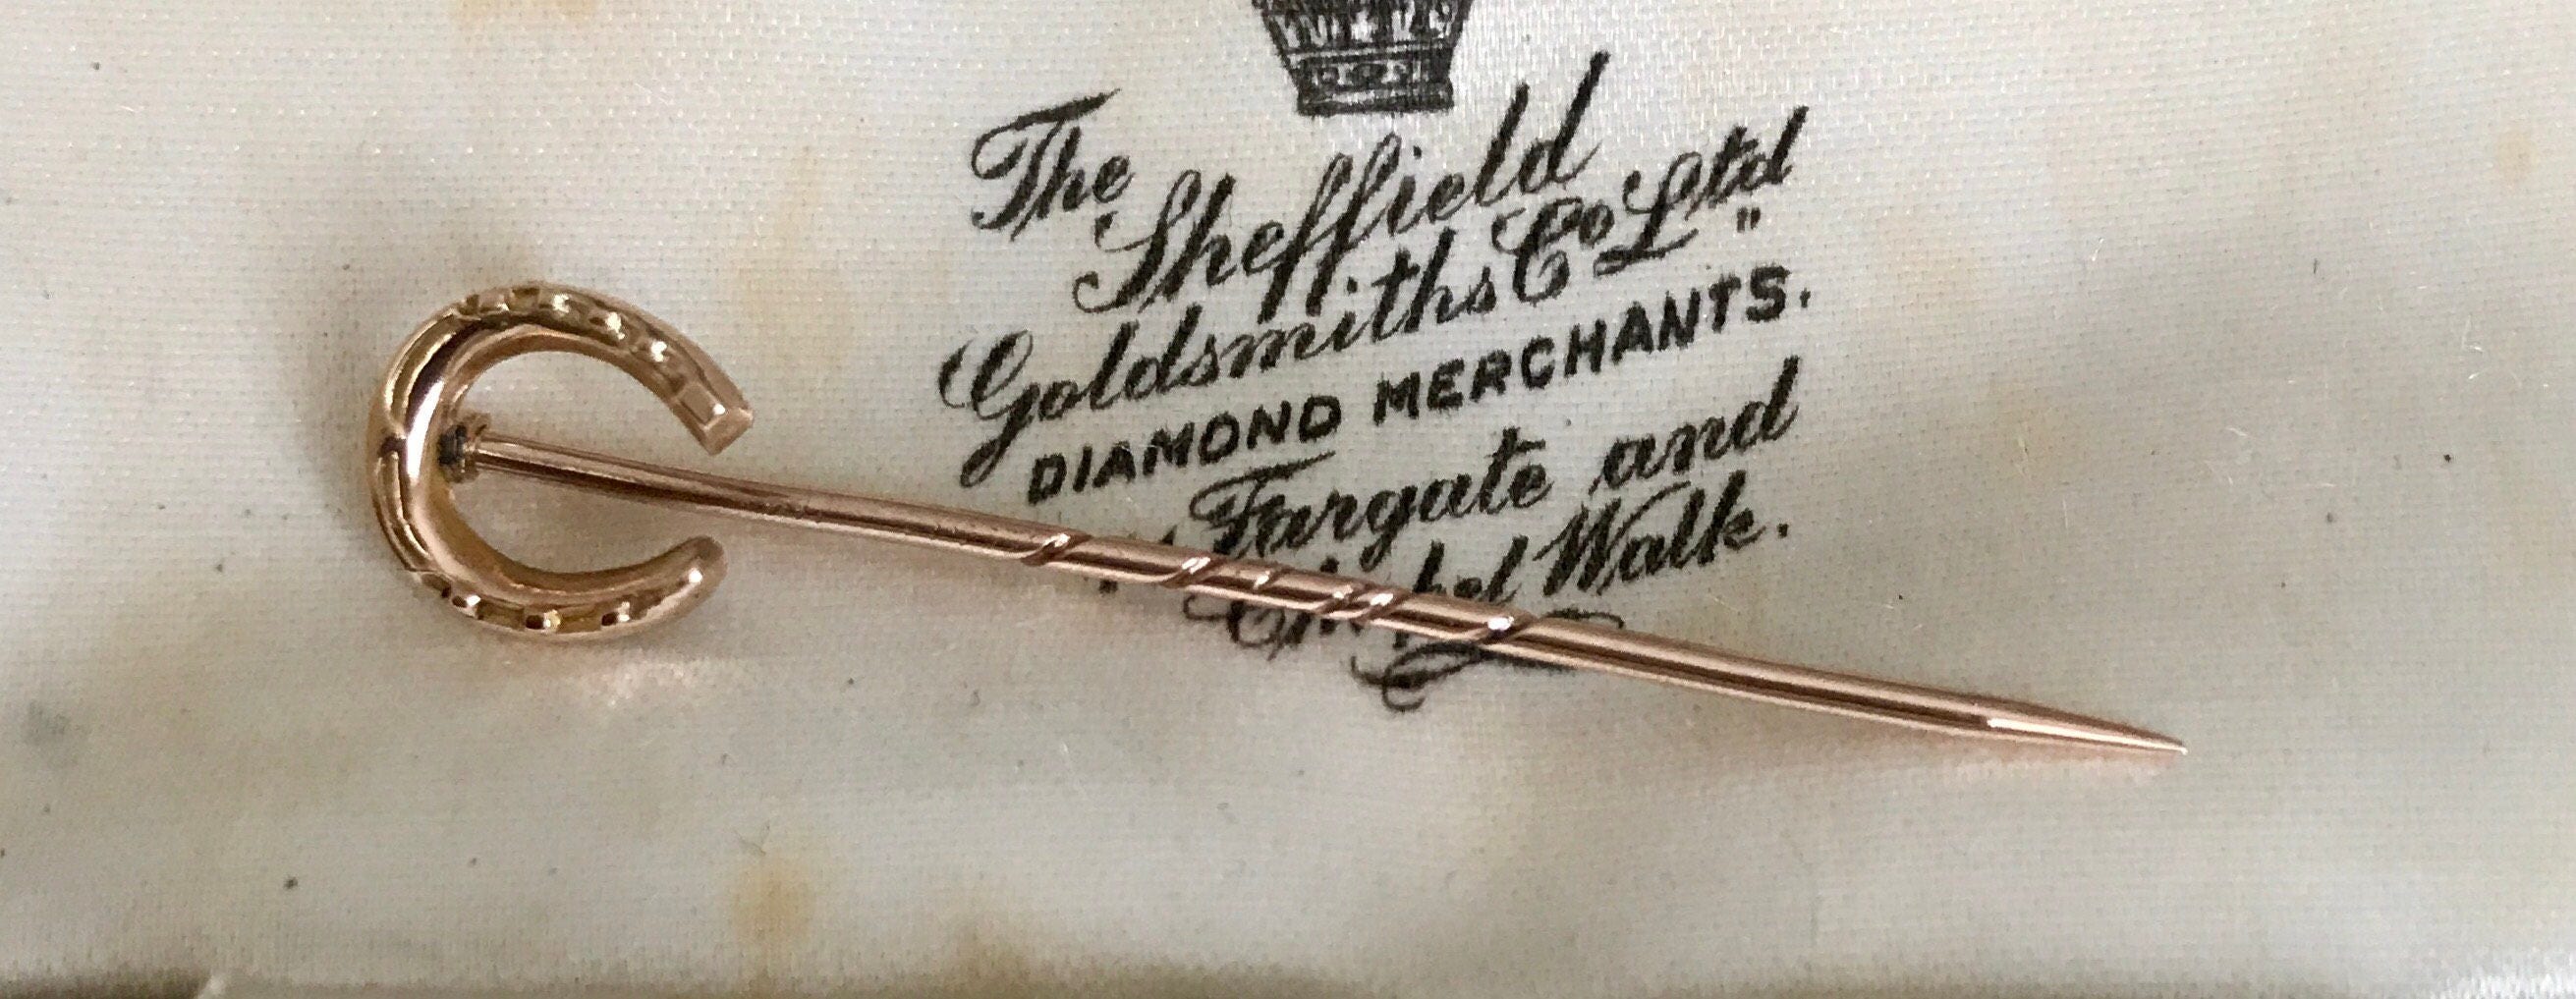 The
"Sheffield
Goldsmiths Co Ltd"
DIAMOND MERCHANTS.
Fargate and
Walk.